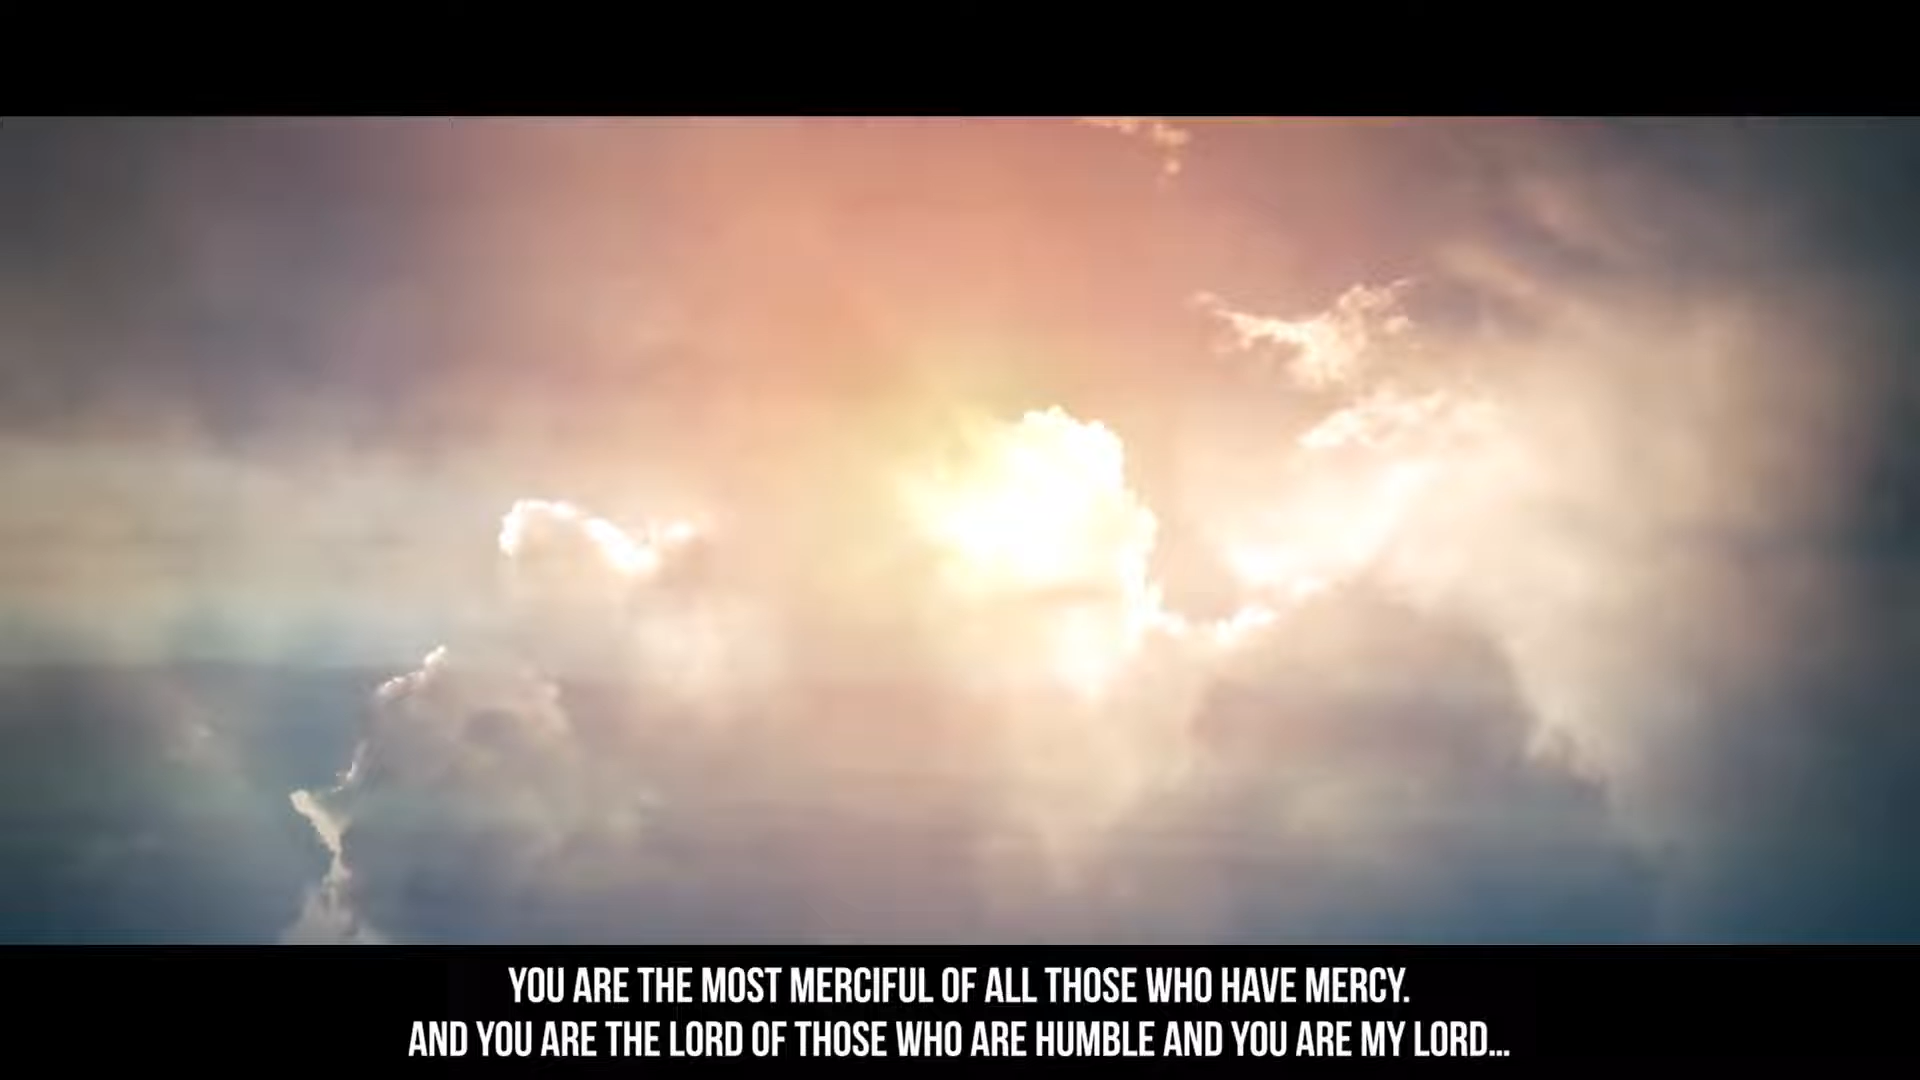 YOU ARE THE MOST MERCIFUL OF ALL THOSE WHO HAVE MERCY.
AND YOU ARE THE LORD OF THOSE WHO ARE HUMBLE AND YOU ARE MY LORD...